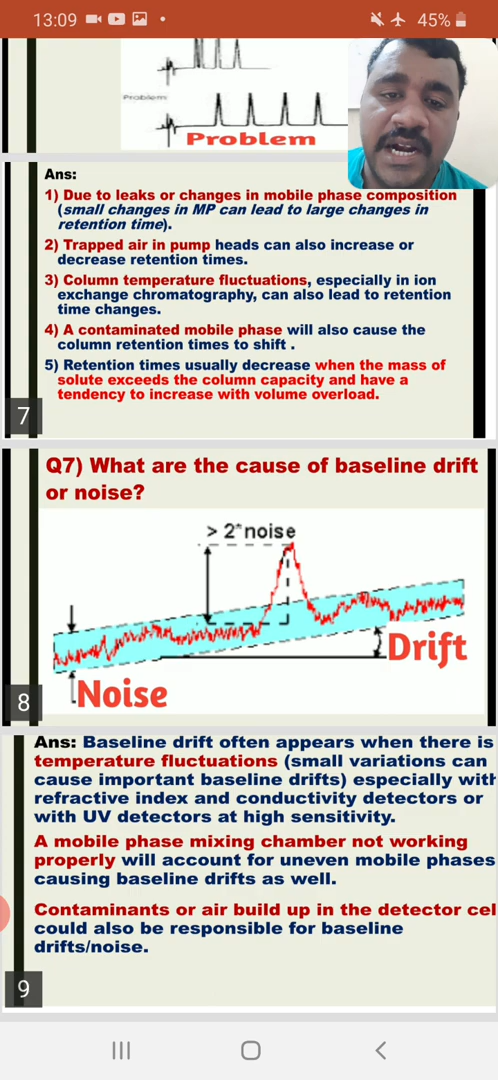 13:09
45%
Problem
Problem
Ans:
1) Due to leaks or changes in mobile phase composition
(small changes in MP can lead to large changes in
retention time).
2) Trapped air in pump heads can also increase or
decrease retention times.
3) Column temperature fluctuations, especially in ion
exchange chromatography, can also lead to retention
time changes.
4) A contaminated mobile phase will also cause the
column retention times to shift .
5) Retention times usually decrease when the mass of
solute exceeds the column capacity and have a
tendency to increase with volume overload.
7
Q7) What are the cause of baseline drift
or noise?
> 2*noise
Drift
Noise
8
Ans: Baseline drift often appears when there is
temperature fluctuations (small variations can
cause important baseline drifts) especially with
refractive index and conductivity detectors or
with UV detectors at high sensitivity.
A mobile phase mixing chamber not working
properly will account for uneven mobile phases
causing baseline drifts as well.
Contaminants or air build up in the detector cel
could also be responsible for baseline
drifts/noise.
9